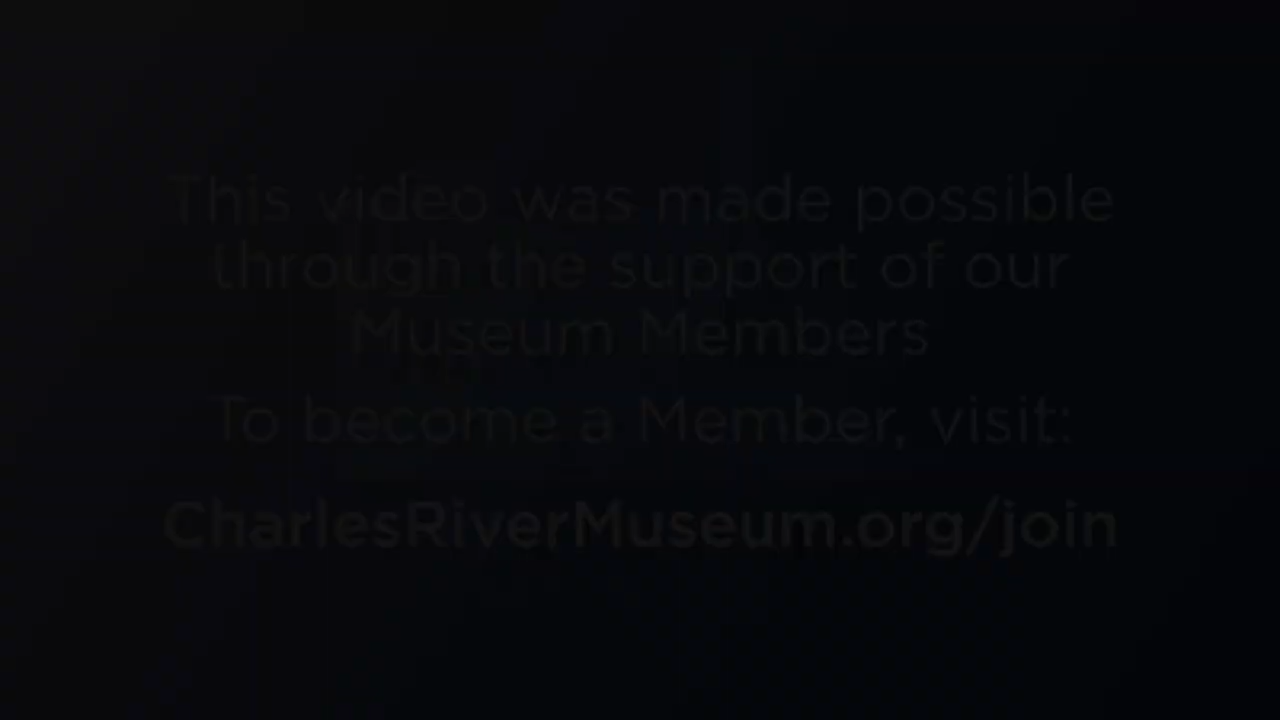 This video was made possible
through the support of our
Museum Members
To become a Member, visit:
CharlesRiverMuseum.org/join